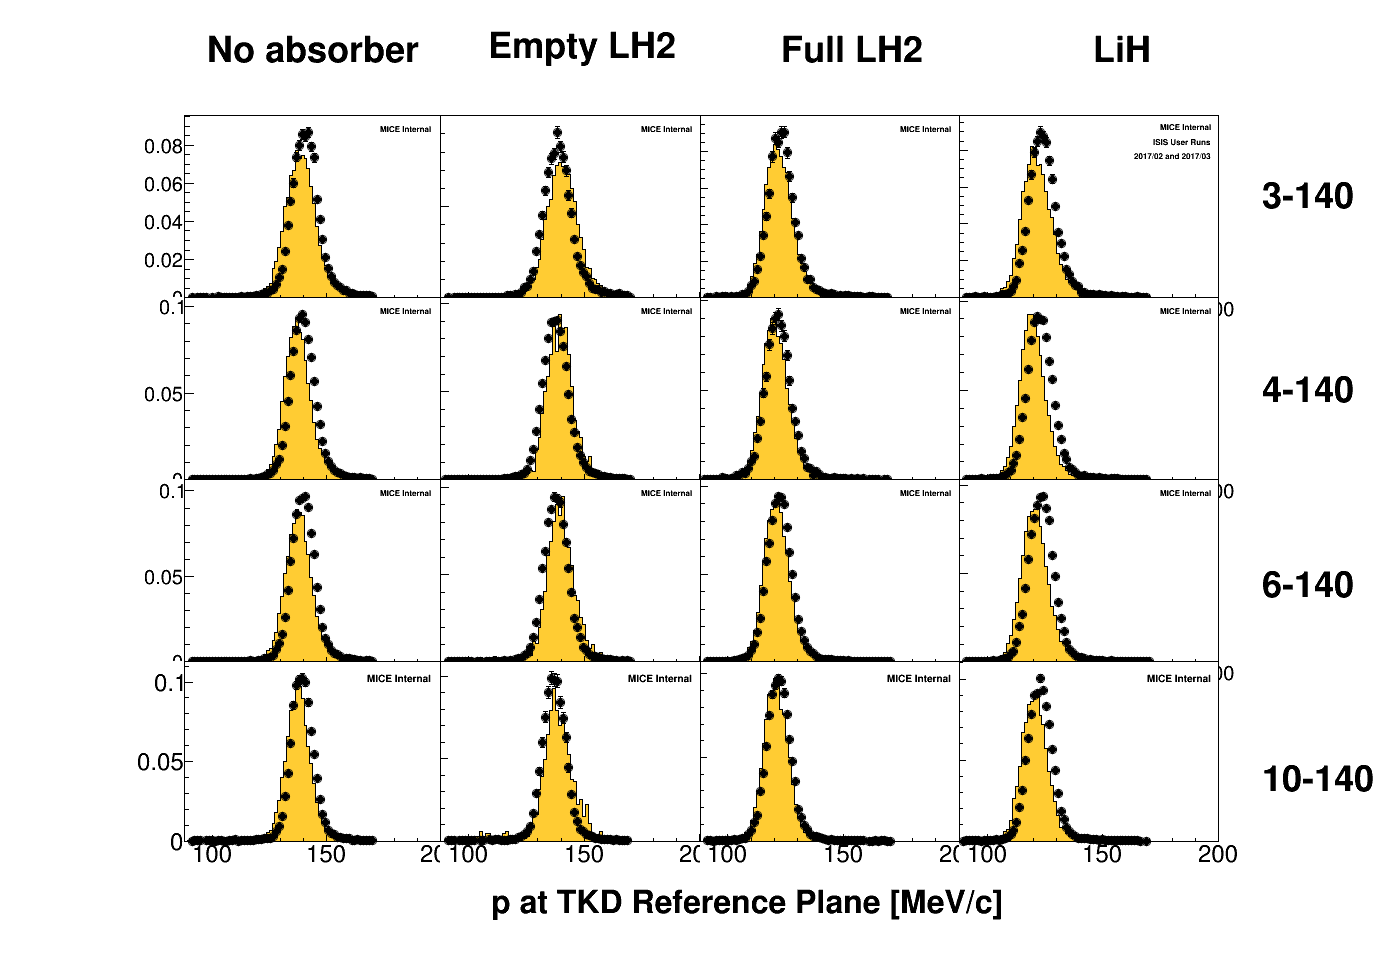 No absorber Empty LH2 Full LH2 LiH
MICE Internal MICE Internal MICE Internal MICE Internal
ISIS User Runs
2017/02 and 2017/03
0.08
0.06
0.04
0.02
3-140
0.1 MICE Internal MICE Internal MICE Internal MICE Internal
0.05
4-140
0.1 MICE Internal MICE Internal MICE Internal MICE Internal
0.05
6-140
0.1 MICE Internal MICE Internal MICE Internal MICE Internal
0.05
10-140
0
100 150 100 150 100 150 100 150 200
p at TKD Reference Plane [MeV/c]